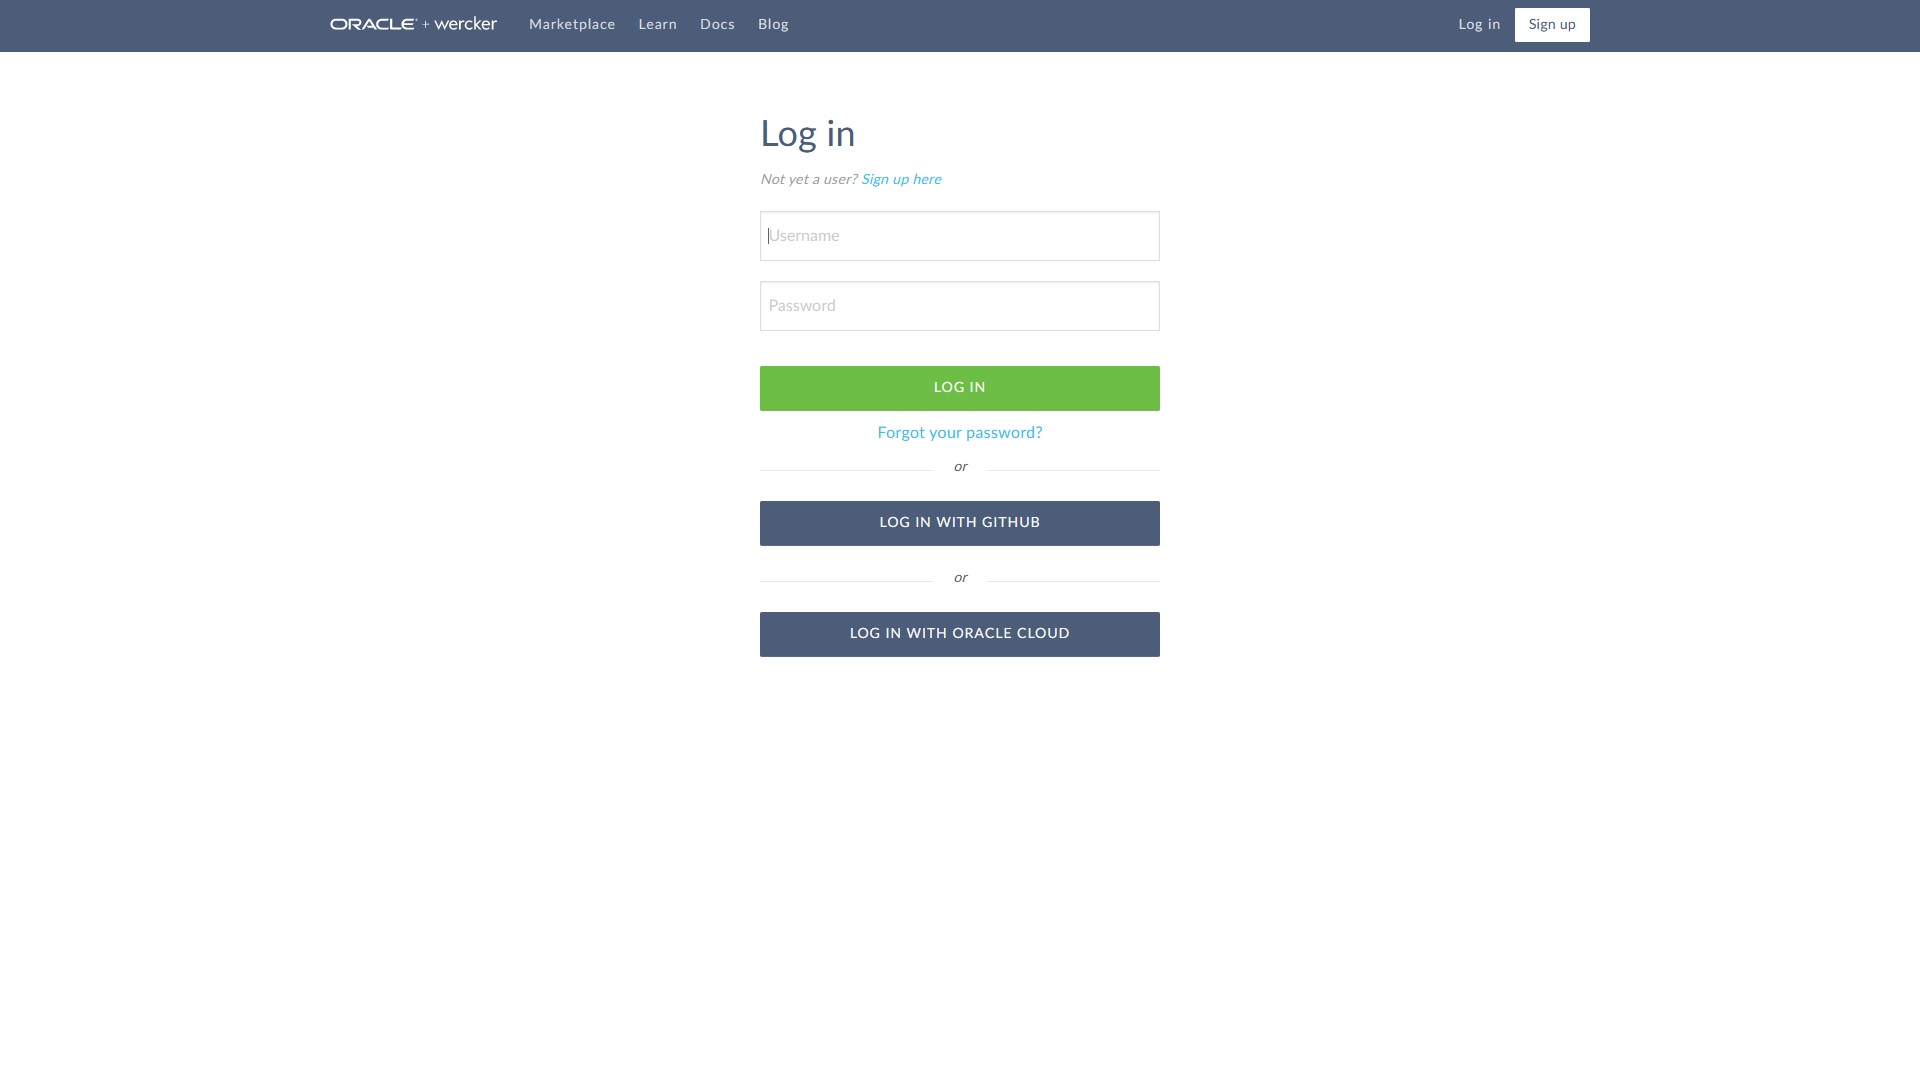 ORACLE + wercker Marketplace Learn Docs Blog Log in Sign up
Log in
Not yet a user? Sign up here
Username
Password
LOG IN
Forgot your password?
or
LOG IN WITH GITHUB
or
LOG IN WITH ORACLE CLOUD